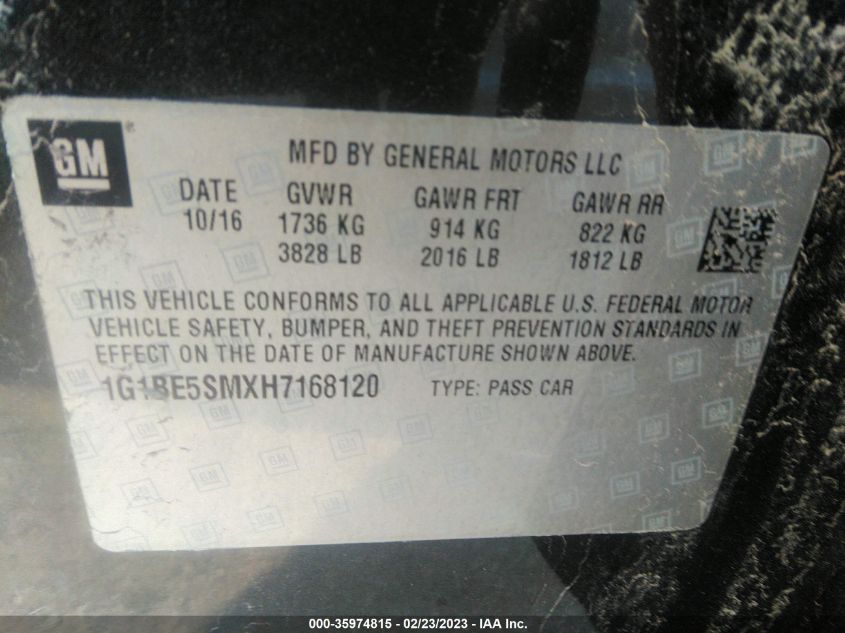 GM ®
MFD BY GENERAL MOTORS LLC
DATE GVWR GAWR FRT GAWR RR
10/16 1736 KG 914 KG 822 KG
3828 LB 2016 LB 1812 LB
THIS VEHICLE CONFORMS TO ALL APPLICABLE U.S. FEDERAL MOTOR
VEHICLE SAFETY, BUMPER, AND THEFT PREVENTION STANDARDS IN
EFFECT ON THE DATE OF MANUFACTURE SHOWN ABOVE.
1G1BE5SMXH7168120 TYPE: PASS CAR
000-35974815 - 02/23/2023 - IAA Inc.